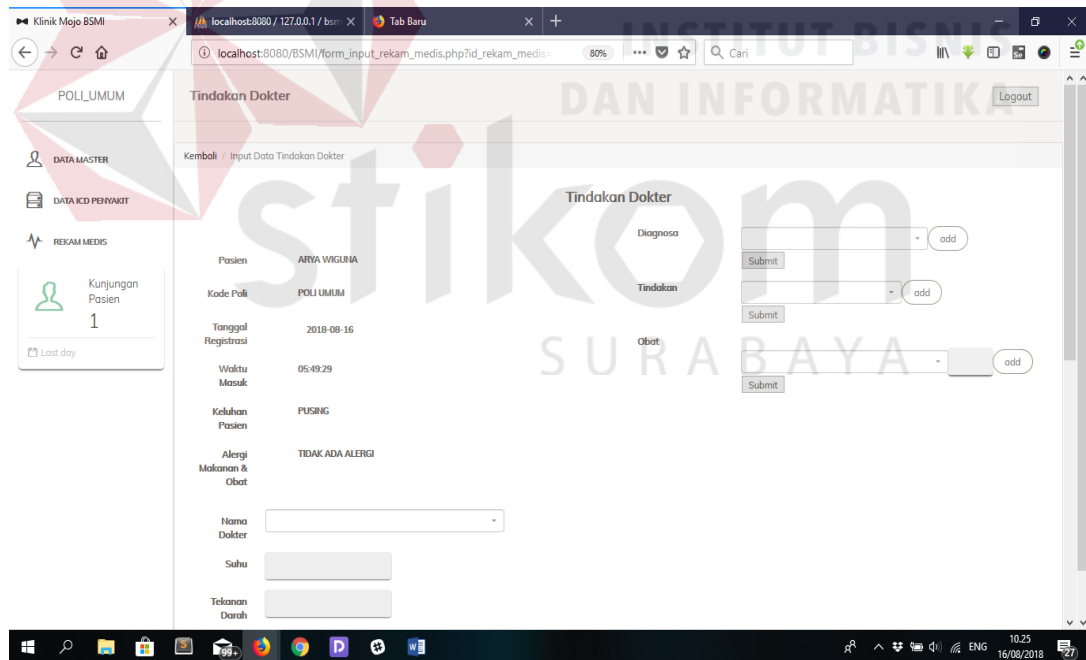 Klinik Mojo BSMI
localhost:8080 / 127.0.0.1 / bsm
Tab Baru
localhost:8080/BSMI/form_input_rekam_medis.php?id_rekam_medis=
80%
Cari
INSTITUT BISNIS
DAN INFORMATIKA
stikom
SURABAYA
POLI_UMUM
Tindakan Dokter
Logout
DATA MASTER
DATA ICD PENYAKIT
REKAM MEDIS
Kunjungan
Pasien
1
Last day
Kembali / Input Data Tindakan Dokter
Tindakan Dokter
Pasien ARYA WIGUNA
Kode Poli POLI UMUM
Tanggal
Registrasi 2018-08-16
Waktu
Masuk 05:49:29
Keluhan
Pasien PUSING
Alergi
Makanan &
Obat TIDAK ADA ALERGI
Nama
Dokter
Suhu
Tekanan
Darah
Diagnosa add
Submit
Tindakan add
Submit
Obat add
Submit
99+
ENG
10.25
16/08/2018
27